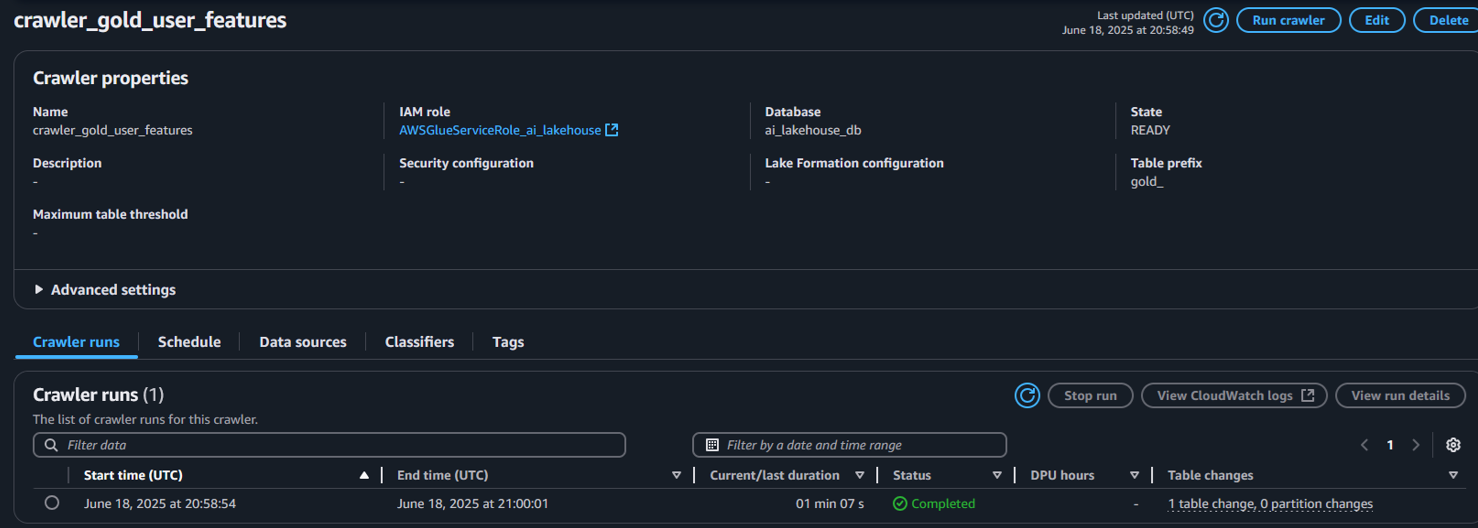 crawler_gold_user_features
Last updated (UTC)
June 18, 2025 at 20:58:49
Run crawler
Edit
Delete
Crawler properties
Name
crawler_gold_user_features
IAM role
AWSGlueServiceRole_ai_lakehouse
Database
ai_lakehouse_db
State
READY
Description
-
Security configuration
-
Lake Formation configuration
-
Table prefix
gold_
Maximum table threshold
-
Advanced settings
Crawler runs
Schedule
Data sources
Classifiers
Tags
Crawler runs (1)
Stop run
View CloudWatch logs
View run details
The list of crawler runs for this crawler.
Filter data
Filter by a date and time range
1
Start time (UTC)
End time (UTC)
Current/last duration
Status
DPU hours
Table changes
June 18, 2025 at 20:58:54
June 18, 2025 at 21:00:01
01 min 07 s
Completed
-
1 table change, 0 partition changes